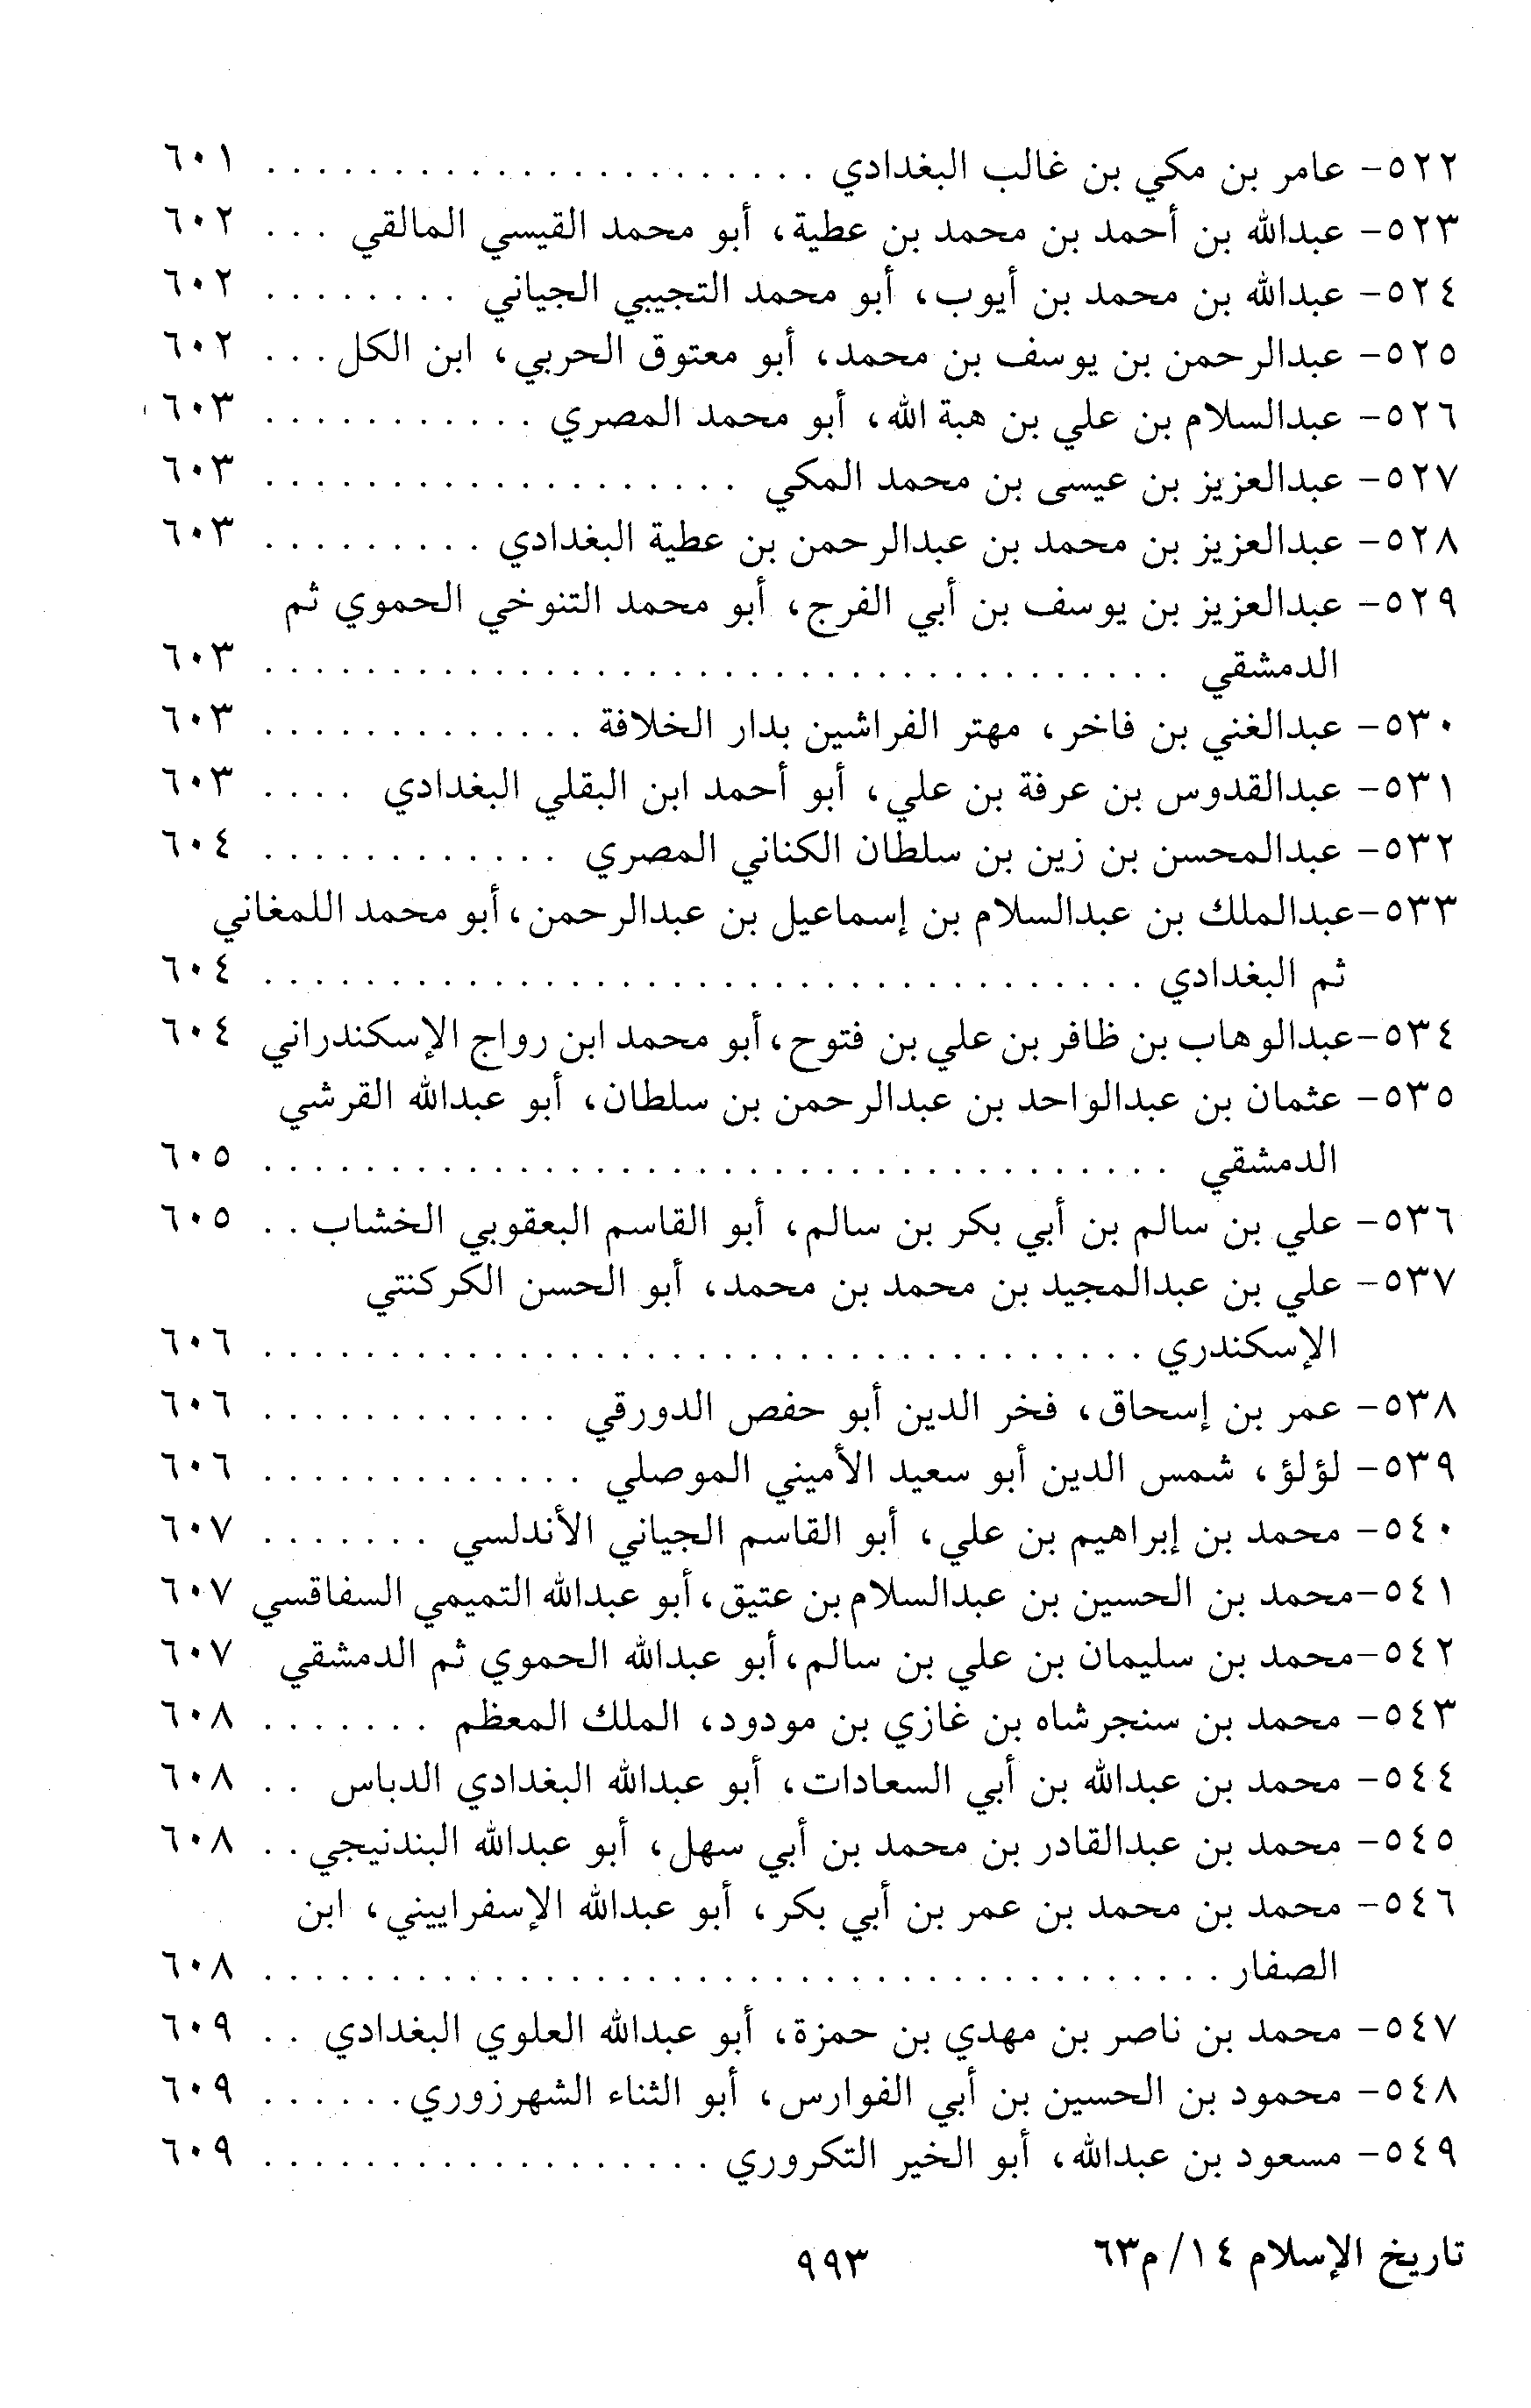 ٥٢٢- عامر بن مكي بن غالب البغدادي . . . . . . . . . . . . . . . . . . . . . . ٦٠١
٥٢٣- عبدالله بن أحمد بن محمد بن عطية، أبو محمد القيسي المالقي . . . ٦٠٢
٥٢٤- عبدالله بن محمد بن أيوب، أبو محمد التجيبي الجياني . . . . . . . . ٦٠٢
٥٢٥- عبدالرحمن بن يوسف بن محمد، أبو معتوق الحربي، ابن الكل . . . ٦٠٢
٥٢٦- عبدالسلام بن علي بن هبة الله، أبو محمد المصري . . . . . . . . . . . ٦٠٣
٥٢٧- عبدالعزيز بن عيسى بن محمد المكي . . . . . . . . . . . . . . . . . . . ٦٠٣
٥٢٨- عبدالعزيز بن محمد بن عبدالرحمن بن عطية البغدادي . . . . . . . . . ٦٠٣
٥٢٩- عبدالعزيز بن يوسف بن أبي الفرج، أبو محمد التنوخي الحموي ثم
الدمشقي . . . . . . . . . . . . . . . . . . . . . . . . . . . . . . . . . . . . ٦٠٣
٥٣٠- عبدالغني بن فاخر، مهتر الفراشين بدار الخلافة . . . . . . . . . . . . . ٦٠٣
٥٣١- عبدالقدوس بن عرفة بن علي، أبو أحمد ابن البقلي البغدادي . . . . ٦٠٣
٥٣٢- عبدالمحسن بن زين بن سلطان الكناني المصري . . . . . . . . . . . . ٦٠٤
٥٣٣-عبدالملك بن عبدالسلام بن إسماعيل بن عبدالرحمن،أبو محمد اللمغاني
ثم البغدادي . . . . . . . . . . . . . . . . . . . . . . . . . . . . . . . . . . . ٦٠٤
٥٣٤-عبدالوهاب بن ظافر بن علي بن فتوح،أبو محمد ابن رواج الإسكندراني ٦٠٤
٥٣٥- عثمان بن عبدالواحد بن عبدالرحمن بن سلطان، أبو عبدالله القرشي
الدمشقي . . . . . . . . . . . . . . . . . . . . . . . . . . . . . . . . . . . . ٦٠٥
٥٣٦- علي بن سالم بن أبي بكر بن سالم، أبو القاسم البعقوبي الخشاب . . ٦٠٥
٥٣٧- علي بن عبدالمجيد بن محمد بن محمد، أبو الحسن الكركنتي
الإسكندري . . . . . . . . . . . . . . . . . . . . . . . . . . . . . . . . . . . ٦٠٦
٥٣٨- عمر بن إسحاق، فخر الدين أبو حفص الدورقي . . . . . . . . . . . . ٦٠٦
٥٣٩- لؤلؤ، شمس الدين أبو سعيد الأميني الموصلي . . . . . . . . . . . . . ٦٠٦
٥٤٠- محمد بن إبراهيم بن علي، أبو القاسم الجياني الأندلسي . . . . . . . ٦٠٧
٥٤١-محمد بن الحسين بن عبدالسلام بن عتيق،أبو عبدالله التميمي السفاقسي ٦٠٧
٥٤٢-محمد بن سليمان بن علي بن سالم،أبو عبدالله الحموي ثم الدمشقي ٦٠٧
٥٤٣- محمد بن سنجرشاه بن غازي بن مودود، الملك المعظم . . . . . . . ٦٠٨
٥٤٤- محمد بن عبدالله بن أبي السعادات، أبو عبدالله البغدادي الدباس . . ٦٠٨
٥٤٥- محمد بن عبدالقادر بن محمد بن أبي سهل، أبو عبدالله البندنيجي . . ٦٠٨
٥٤٦- محمد بن محمد بن عمر بن أبي بكر، أبو عبدالله الإسفراييني، ابن
الصفار . . . . . . . . . . . . . . . . . . . . . . . . . . . . . . . . . . . . . . ٦٠٨
٥٤٧- محمد بن ناصر بن مهدي بن حمزة، أبو عبدالله العلوي البغدادي . . ٦٠٩
٥٤٨- محمود بن الحسين بن أبي الفوارس، أبو الثناء الشهرزوري . . . . . . ٦٠٩
٥٤٩- مسعود بن عبدالله، أبو الخير التكروري . . . . . . . . . . . . . . . . . . ٦٠٩
تاريخ الإسلام ١٤/ م٦٣ ٩٩٣